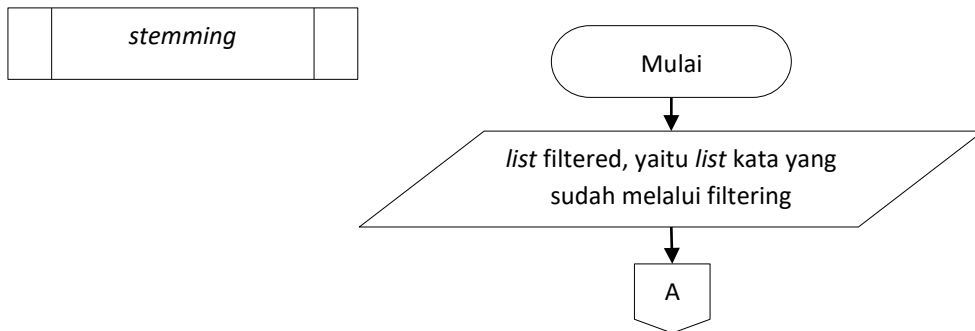 stemming
Mulai
list filtered, yaitu list kata yang
sudah melalui filtering
A